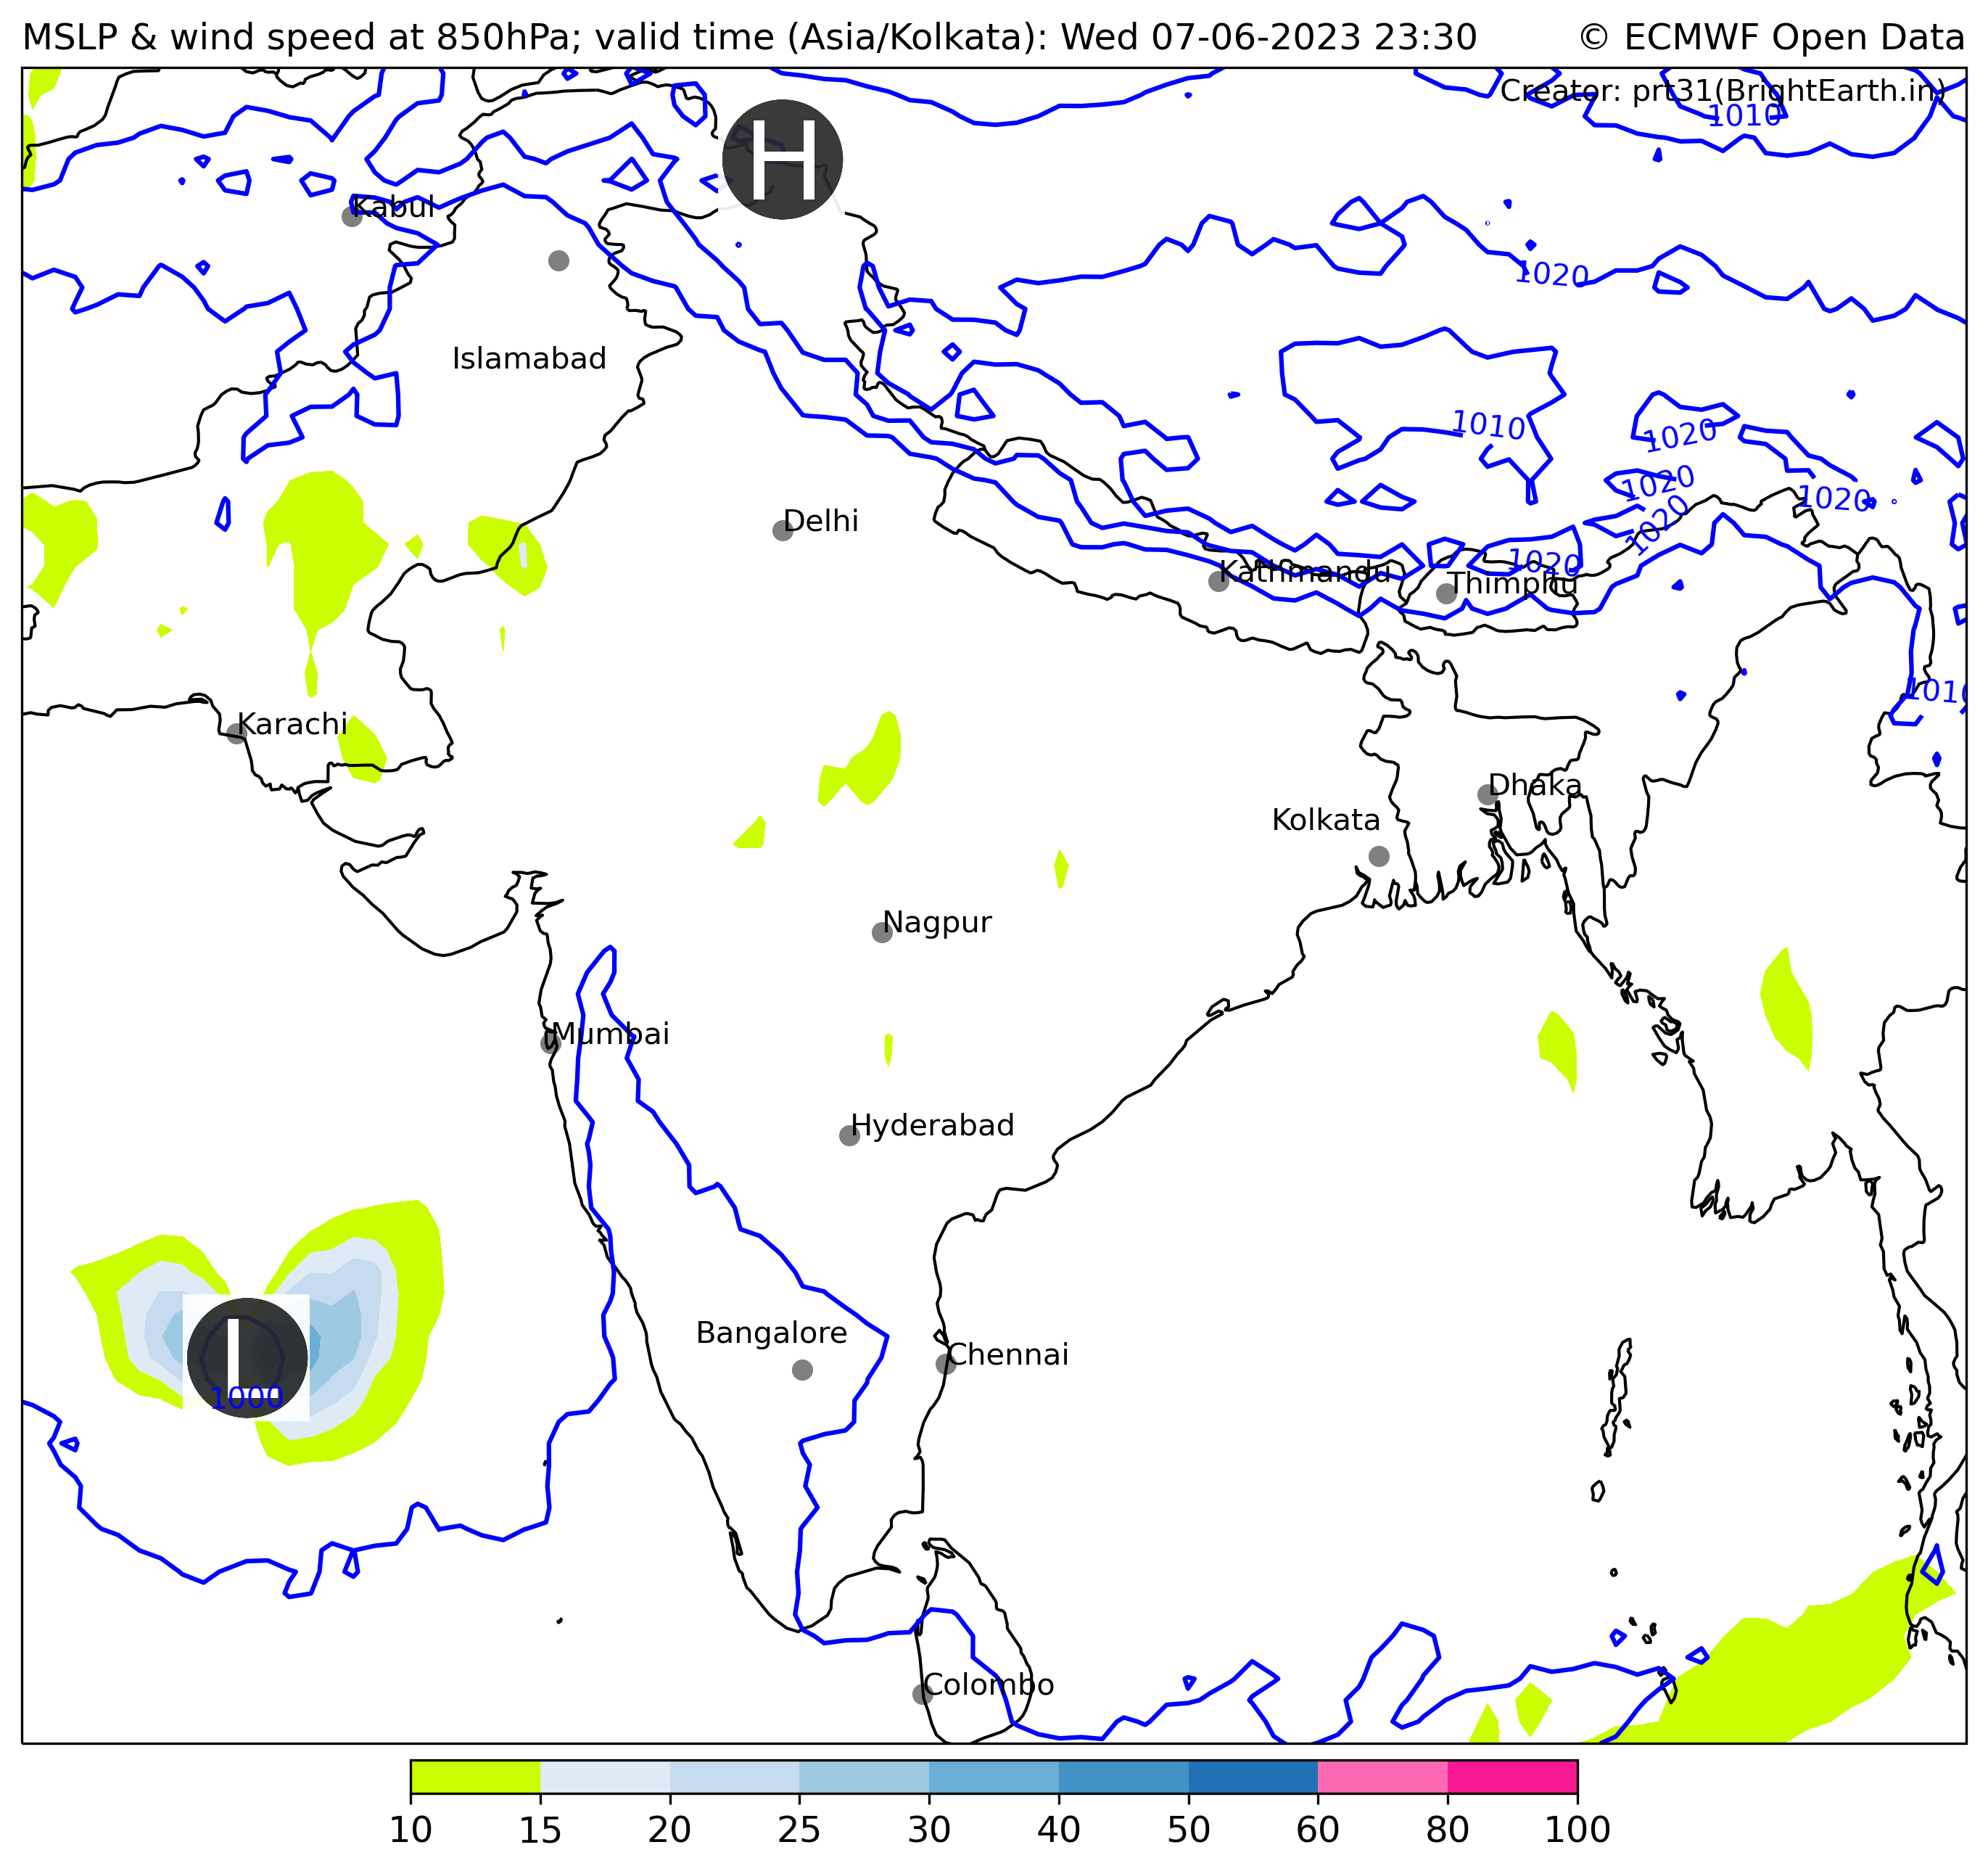 MSLP & wind speed at 850hPa; valid time (Asia/Kolkata): Wed 07-06-2023 23:30 © ECMWF Open Data
Creator: prt31(BrightEarth.in)
1010
H
Kabul
1020
Islamabad
1010
1020
1020
1020
1020
Delhi
1020
Kathmandu
Thimphu
1010
Karachi
Dhaka
Kolkata
Nagpur
Mumbai
Hyderabad
Bangalore
Chennai
L
1000
Colombo
10 15 20 25 30 40 50 60 80 100